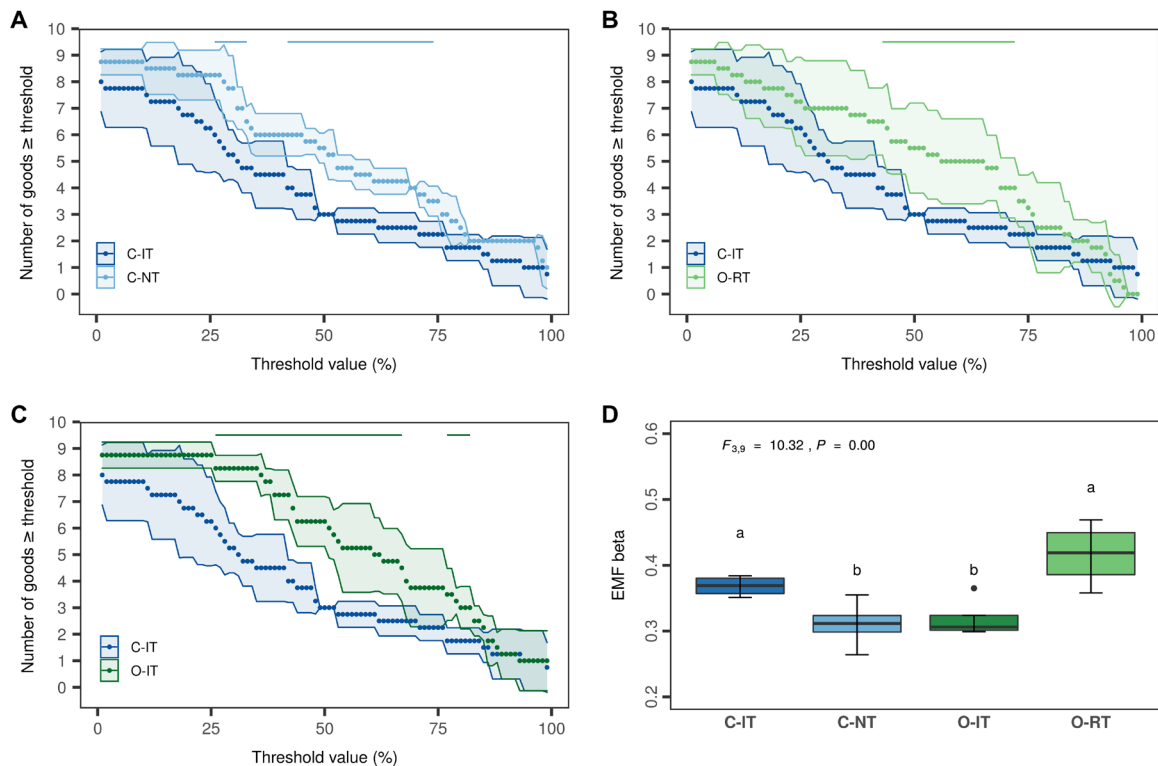 A
10
9
8
7
6
5
4
3
2
1
0
Number of goods ≥ threshold
C-IT
C-NT
0
25
50
75
100
Threshold value (%)
B
10
9
8
7
6
5
4
3
2
1
0
Number of goods ≥ threshold
C-IT
O-RT
0
25
50
75
100
Threshold value (%)
C
10
9
8
7
6
5
4
3
2
1
0
Number of goods ≥ threshold
C-IT
O-IT
0
25
50
75
100
Threshold value (%)
D
0.6
0.5
0.4
0.3
0.2
EMF beta
F3,9 = 10.32 , P = 0.00
a
b
b
a
C-IT
C-NT
O-IT
O-RT